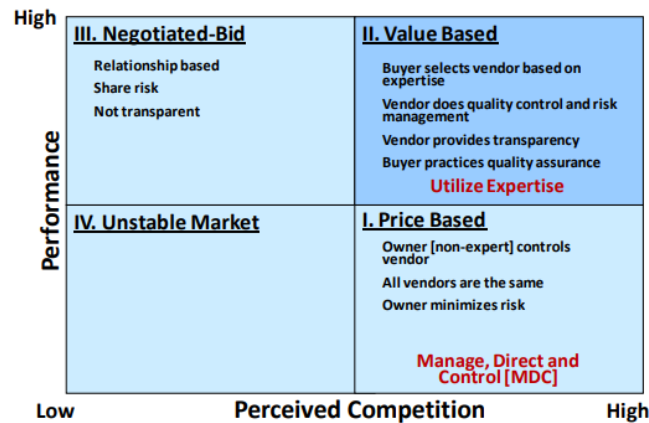 High
III. Negotiated-Bid
Relationship based
Share risk
Not transparent
II. Value Based
Buyer selects vendor based on
expertise
Vendor does quality control and risk
management
Vendor provides transparency
Buyer practices quality assurance
Utilize Expertise
Performance
IV. Unstable Market
I. Price Based
Owner [non-expert] controls
vendor
All vendors are the same
Owner minimizes risk
Manage, Direct and
Control [MDC]
Low
Perceived Competition
High